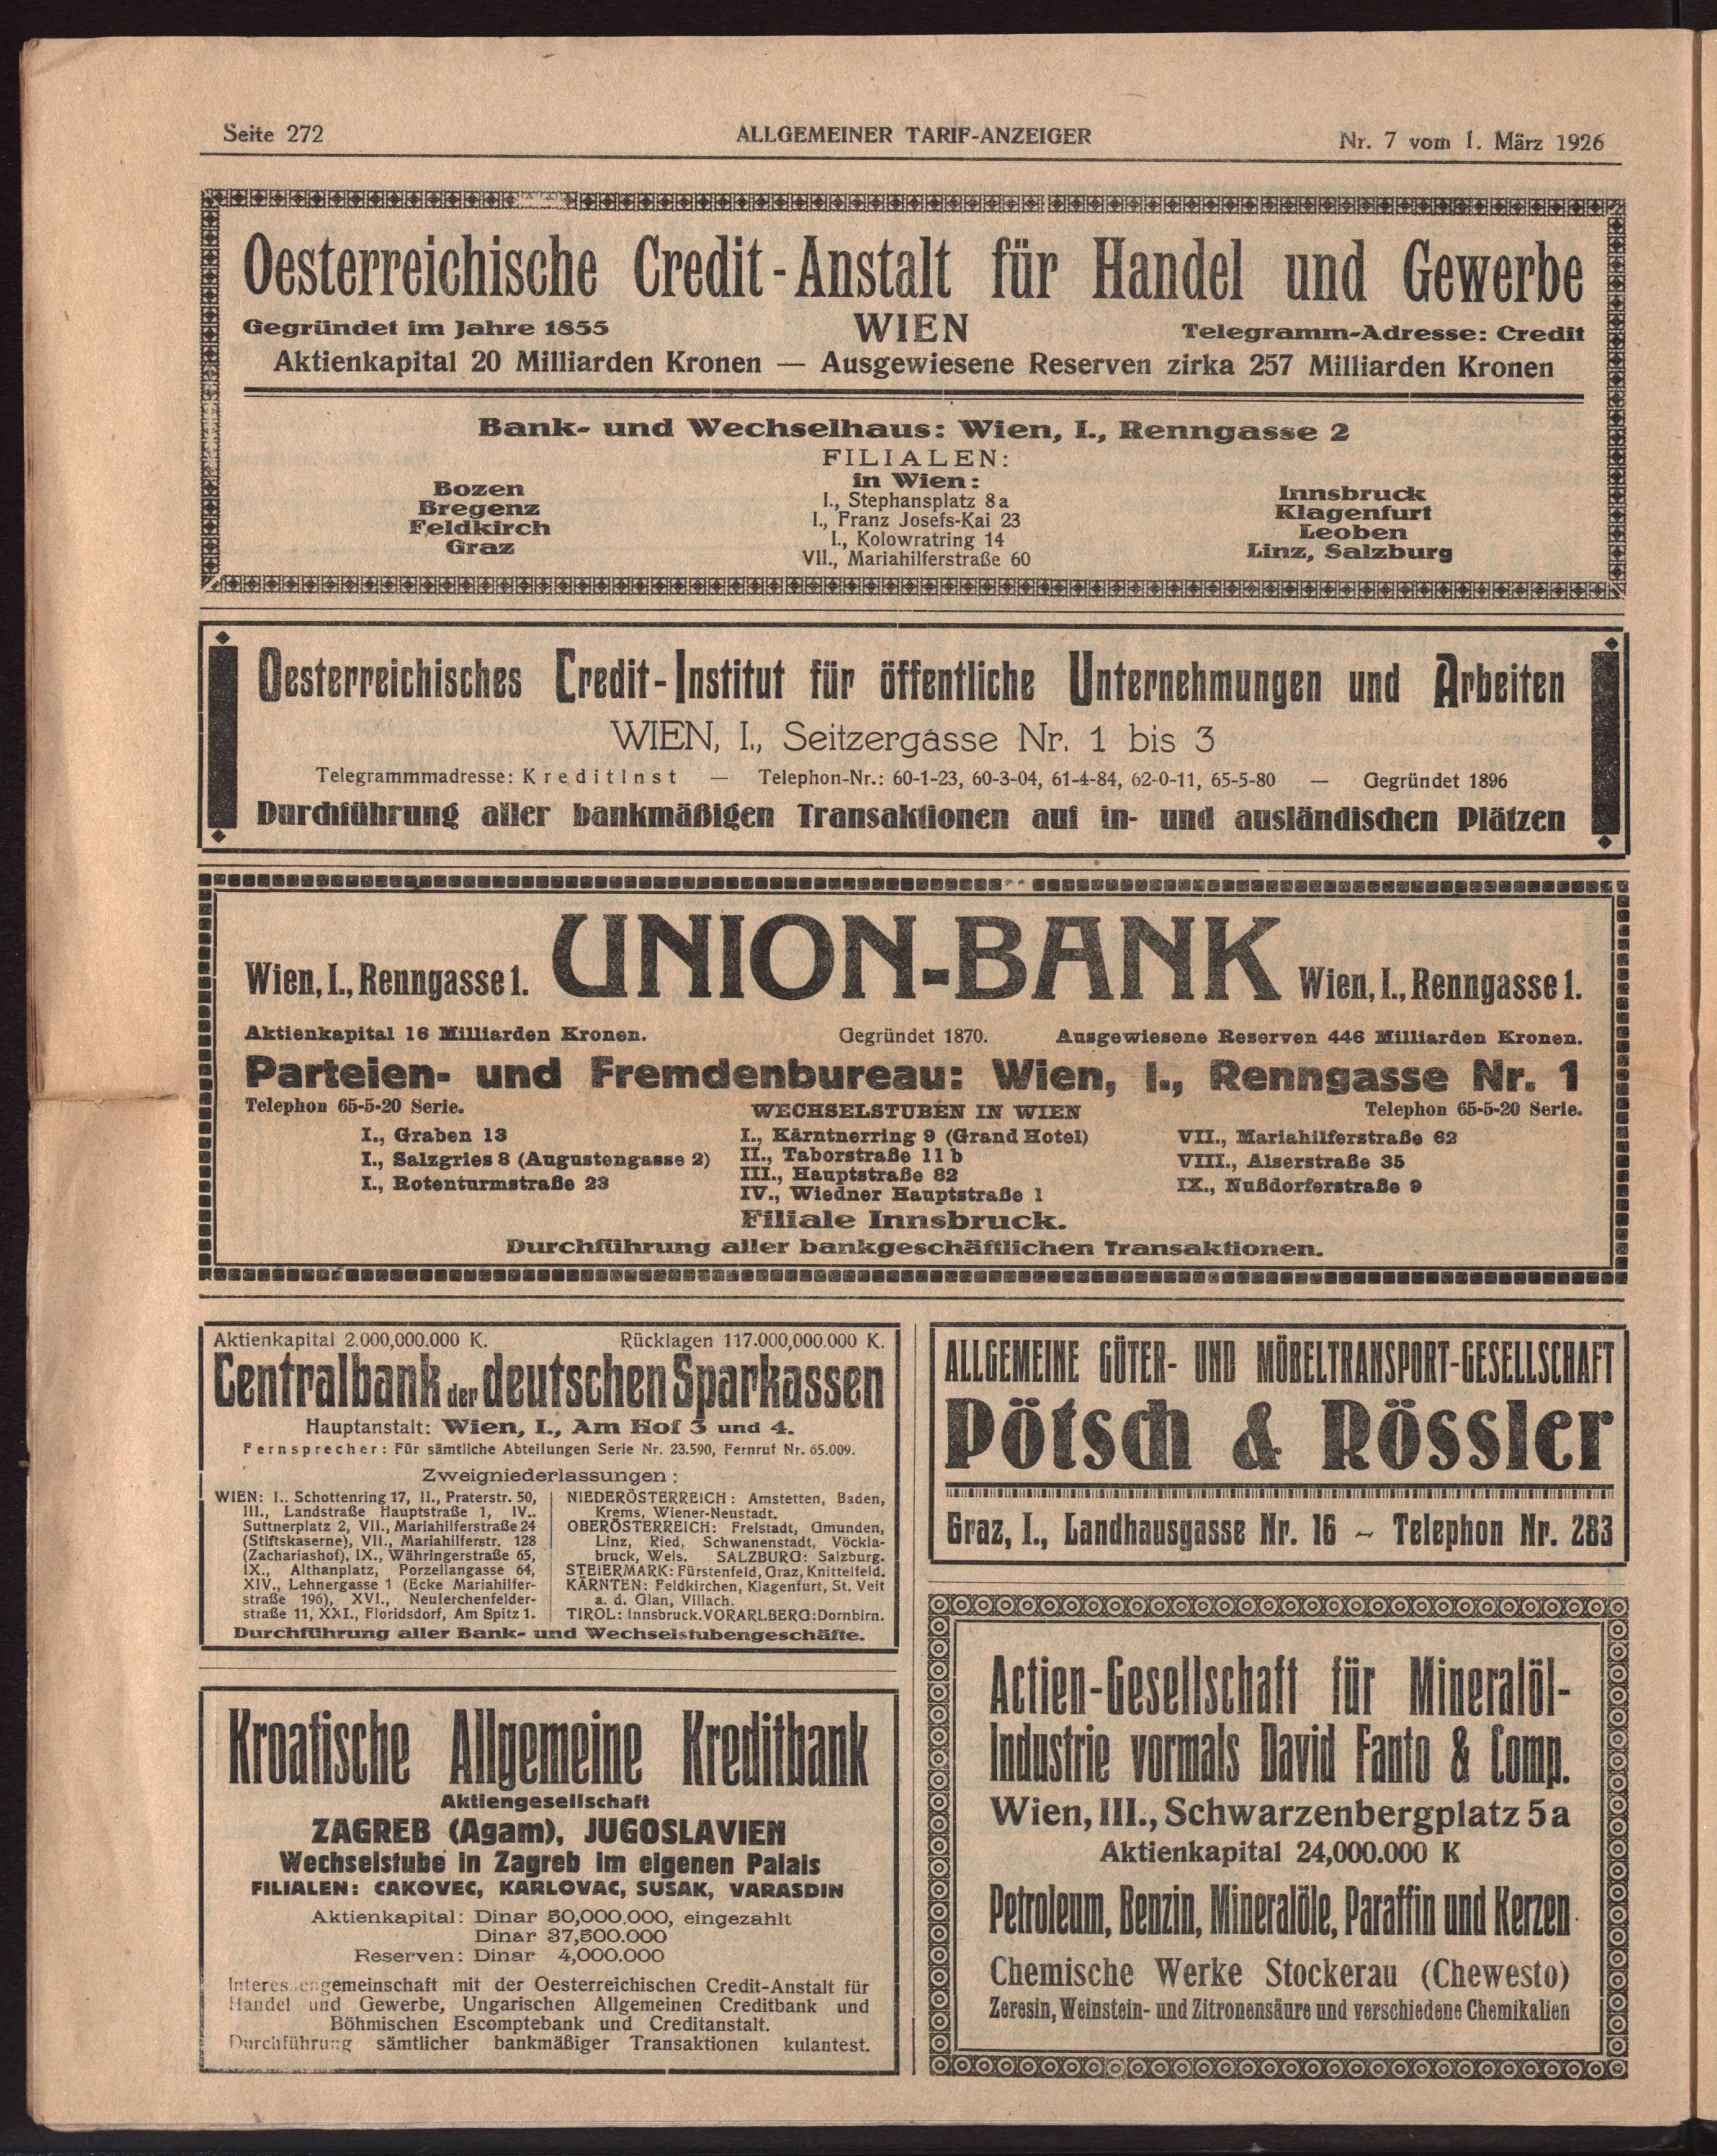 Seite 272
ALLGEMEINER TARIF-ANZEIGER
Nr. 7 vom 1. März 1926
Oesterreichische Credit-Anstalt für Handel und Gewerbe
Gegründet im Jahre 1855
WIEN
Telegramm-Adresse: Credit
Aktienkapital 20 Milliarden Kronen — Ausgewiesene Reserven zirka 257 Milliarden Kronen
Bank- und Wechselhaus: Wien, I., Renngasse 2
FILIALEN:
Bozen
Bregenz
Feldkirch
Graz
in Wien:
I., Stephansplatz 8a
I., Franz Josefs-Kai 23
I., Kolowratring 14
VII., Mariahilferstraße 60
Innsbruck
Klagenfurt
Leoben
Linz, Salzburg
Oesterreichisches Credit-Institut für öffentliche Unternehmungen und Arbeiten
WIEN, I., Seitzergasse Nr. 1 bis 3
Telegrammmadresse: KreditInst — Telephon-Nr.: 60-1-23, 60-3-04, 61-4-84, 62-0-11, 65-5-80 — Gegründet 1896
Durchführung aller bankmäßigen Transaktionen auf in- und ausländischen Plätzen
Wien, I., Renngasse 1.
UNION-BANK
Wien, I., Renngasse 1.
Aktienkapital 16 Milliarden Kronen.
Gegründet 1870.
Ausgewiesene Reserven 446 Milliarden Kronen.
Parteien- und Fremdenbureau: Wien, I., Renngasse Nr. 1
Telephon 65-5-20 Serie.
WECHSELSTUBEN IN WIEN
Telephon 65-5-20 Serie.
I., Graben 13
I., Salzgries 8 (Augustengasse 2)
I., Rotenturmstraße 23
I., Kärntnerring 9 (Grand Hotel)
II., Taborstraße 11 b
III., Hauptstraße 82
IV., Wiedner Hauptstraße 1
VII., Mariahilferstraße 62
VIII., Alserstraße 35
IX., Nußdorferstraße 9
Filiale Innsbruck.
Durchführung aller bankgeschäftlichen Transaktionen.
Aktienkapital 2.000,000.000 K.
Rücklagen 117.000,000.000 K.
Centralbank der deutschen Sparkassen
Hauptanstalt: Wien, I., Am Hof 3 und 4.
Fernsprecher: Für sämtliche Abteilungen Serie Nr. 23.590, Fernruf Nr. 65.009.
Zweigniederlassungen:
WIEN: I.. Schottenring 17, II., Praterstr. 50,
III., Landstraße Hauptstraße 1, IV..
Suttnerplatz 2, VII., Mariahilferstraße 24
(Stiftskaserne), VII., Mariahilferstr. 128
(Zachariashof), IX., Währingerstraße 65,
IX., Althanplatz, Porzellangasse 64,
XIV., Lehnergasse 1 (Ecke Mariahilfer-
straße 196), XVI., Neulerchenfelder-
straße 11, XXI., Floridsdorf, Am Spitz 1.
NIEDERÖSTERREICH: Amstetten, Baden,
Krems, Wiener-Neustadt.
OBERÖSTERREICH: Freistadt, Gmunden,
Linz, Ried, Schwanenstadt, Vöckla-
bruck, Wels. SALZBURG: Salzburg.
STEIERMARK: Fürstenfeld, Graz, Knittelfeld.
KÄRNTEN: Feldkirchen, Klagenfurt, St. Veit
a. d. Glan, Villach.
TIROL: Innsbruck. VORARLBERG: Dornbirn.
Durchführung aller Bank- und Wechselstubengeschäfte.
Kroatische Allgemeine Kreditbank
Aktiengesellschaft
ZAGREB (Agam), JUGOSLAVIEN
Wechselstube in Zagreb im eigenen Palais
FILIALEN: CAKOVEC, KARLOVAC, SUSAK, VARASDIN
Aktienkapital: Dinar 50,000.000, eingezahlt
Dinar 37,500.000
Reserven: Dinar 4,000.000
Interessengemeinschaft mit der Oesterreichischen Credit-Anstalt für
Handel und Gewerbe, Ungarischen Allgemeinen Creditbank und
Böhmischen Escomptebank und Creditanstalt.
Durchführung sämtlicher bankmäßiger Transaktionen kulantest.
ALLGEMEINE GÜTER- UND MÖBELTRANSPORT-GESELLSCHAFT
Pötsch & Rössler
Graz, I., Landhausgasse Nr. 16 ~ Telephon Nr. 283
Actien-Gesellschaft für Mineralöl-
Industrie vormals David Fanto & Comp.
Wien, III., Schwarzenbergplatz 5a
Aktienkapital 24,000.000 K
Petroleum, Benzin, Mineralöle, Paraffin und Kerzen
Chemische Werke Stockerau (Chewesto)
Zeresin, Weinstein- und Zitronensäure und verschiedene Chemikalien